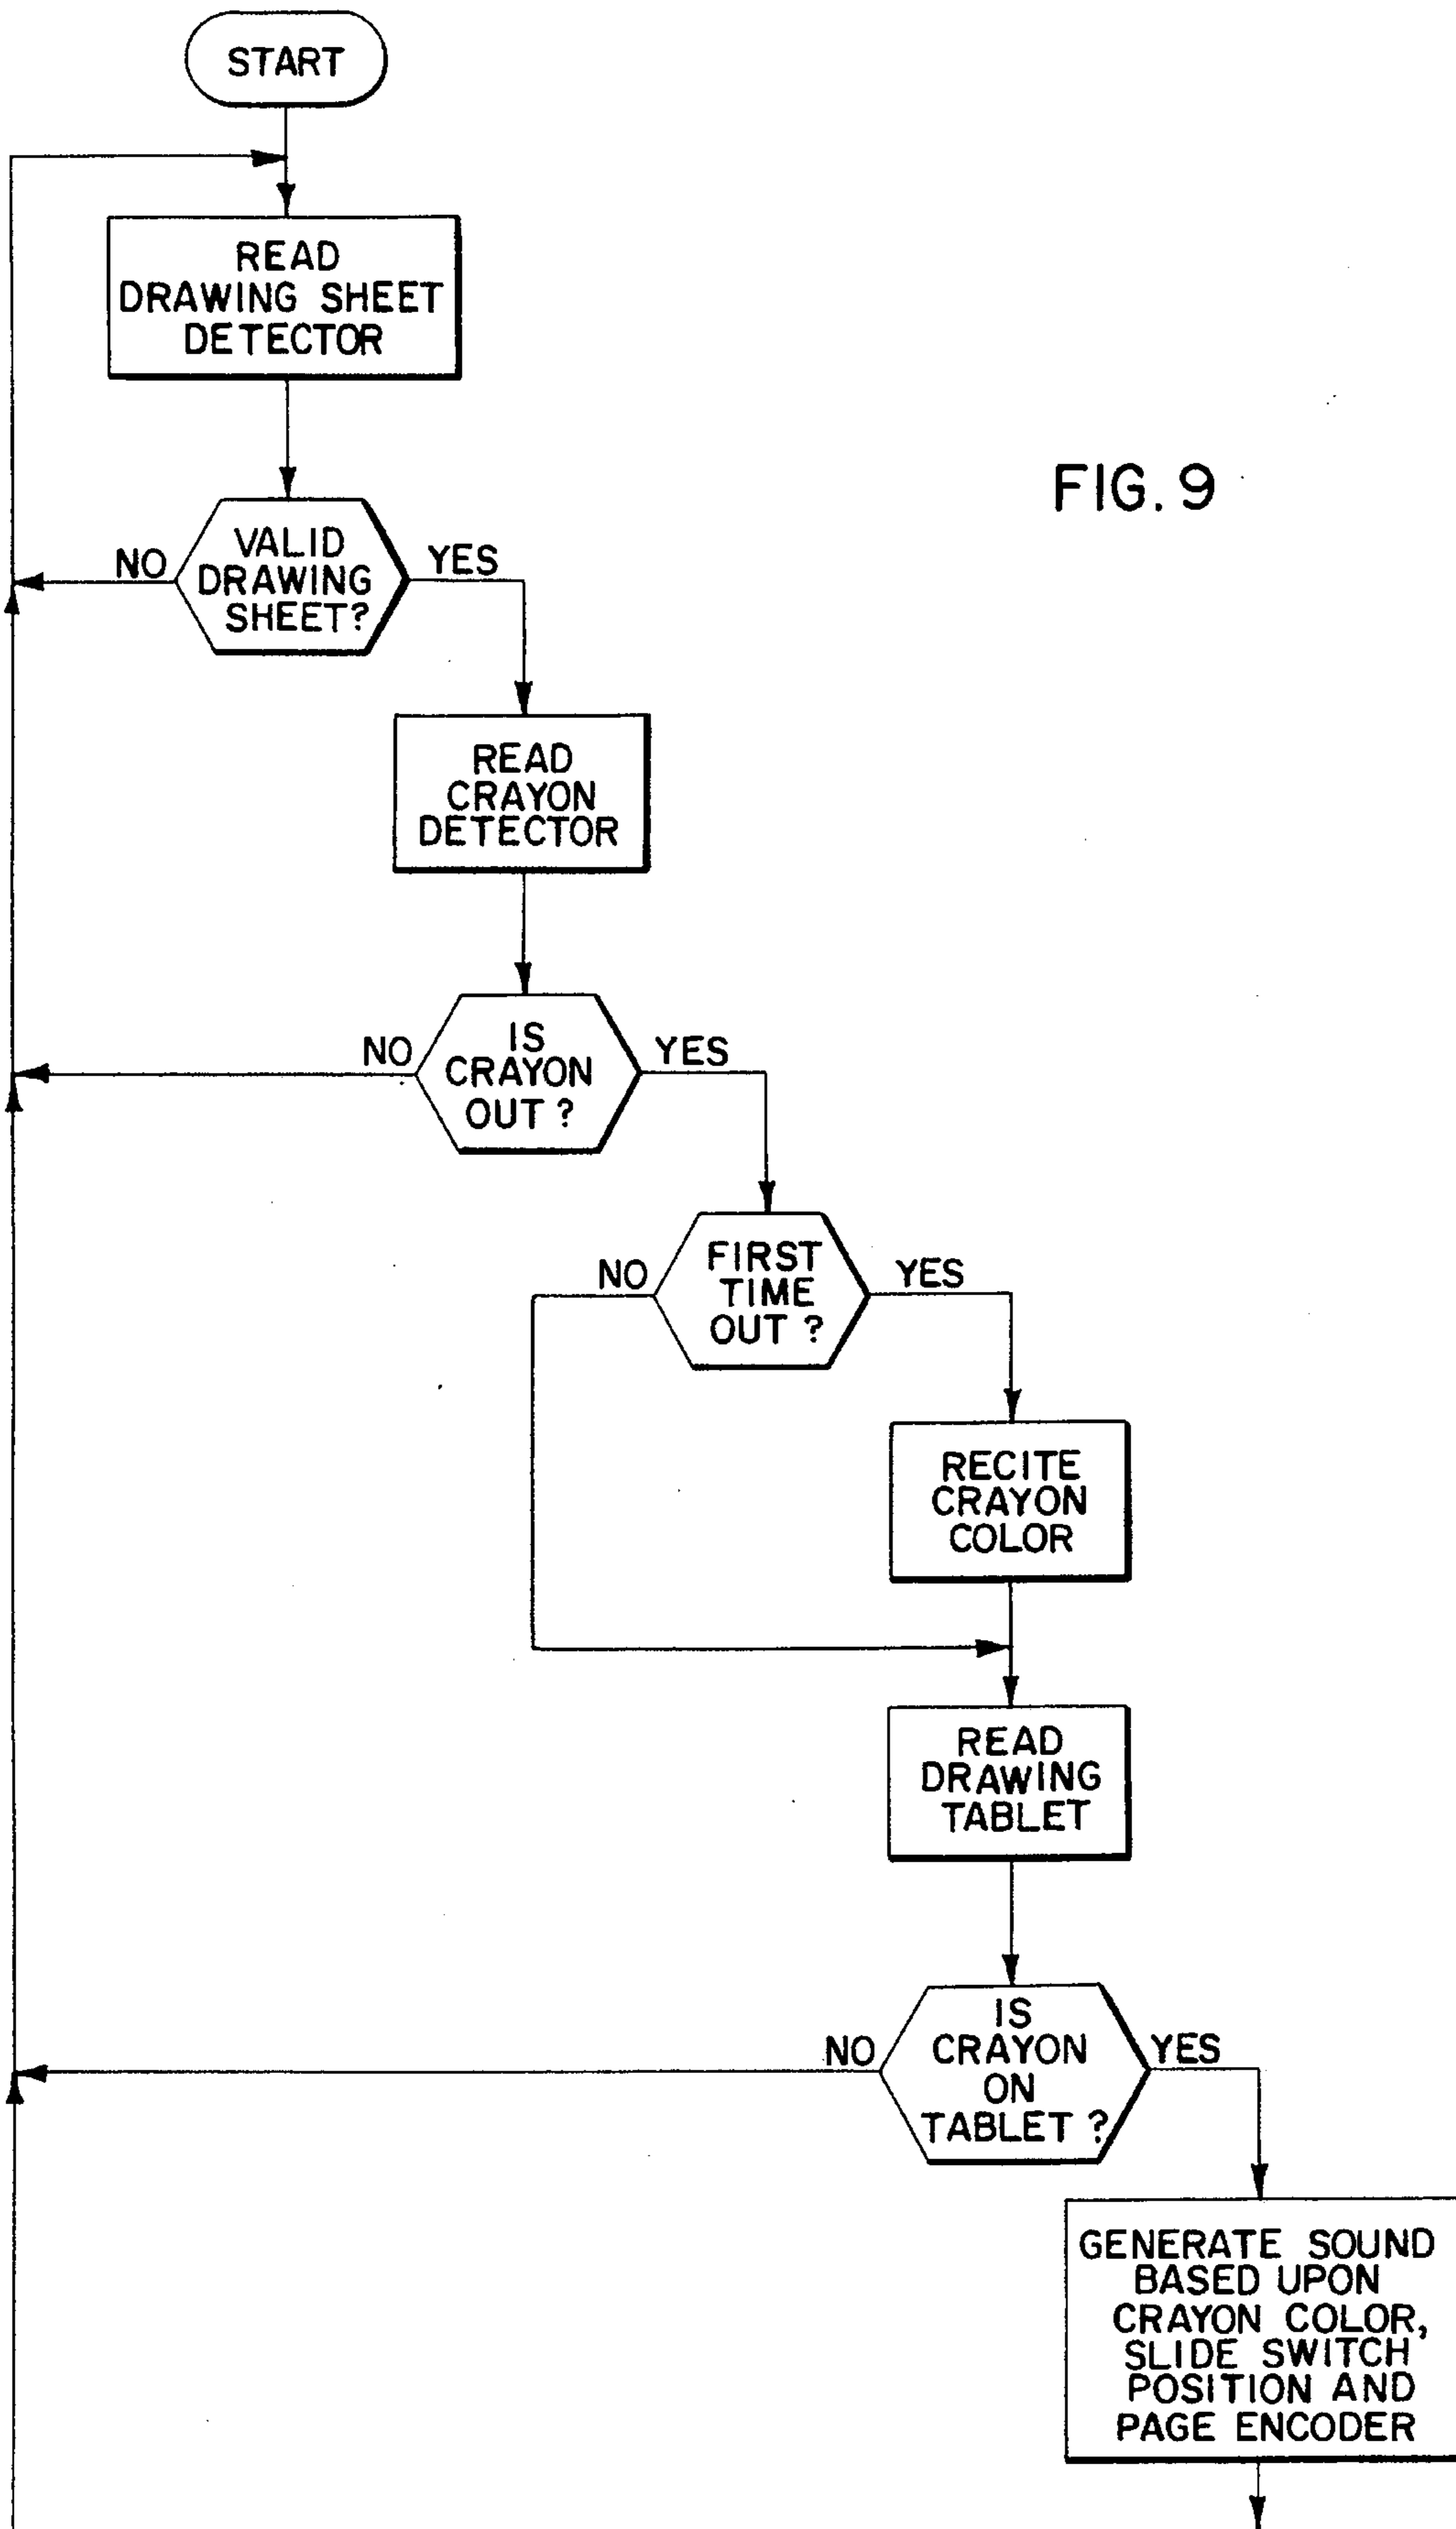 START
READ
DRAWING SHEET
DETECTOR
FIG. 9
VALID
DRAWING
SHEET?
NO
YES
READ
CRAYON
DETECTOR
IS
CRAYON
OUT ?
NO
YES
FIRST
TIME
OUT ?
NO
YES
RECITE
CRAYON
COLOR
READ
DRAWING
TABLET
IS
CRAYON
ON
TABLET ?
NO
YES
GENERATE SOUND
BASED UPON
CRAYON COLOR,
SLIDE SWITCH
POSITION AND
PAGE ENCODER